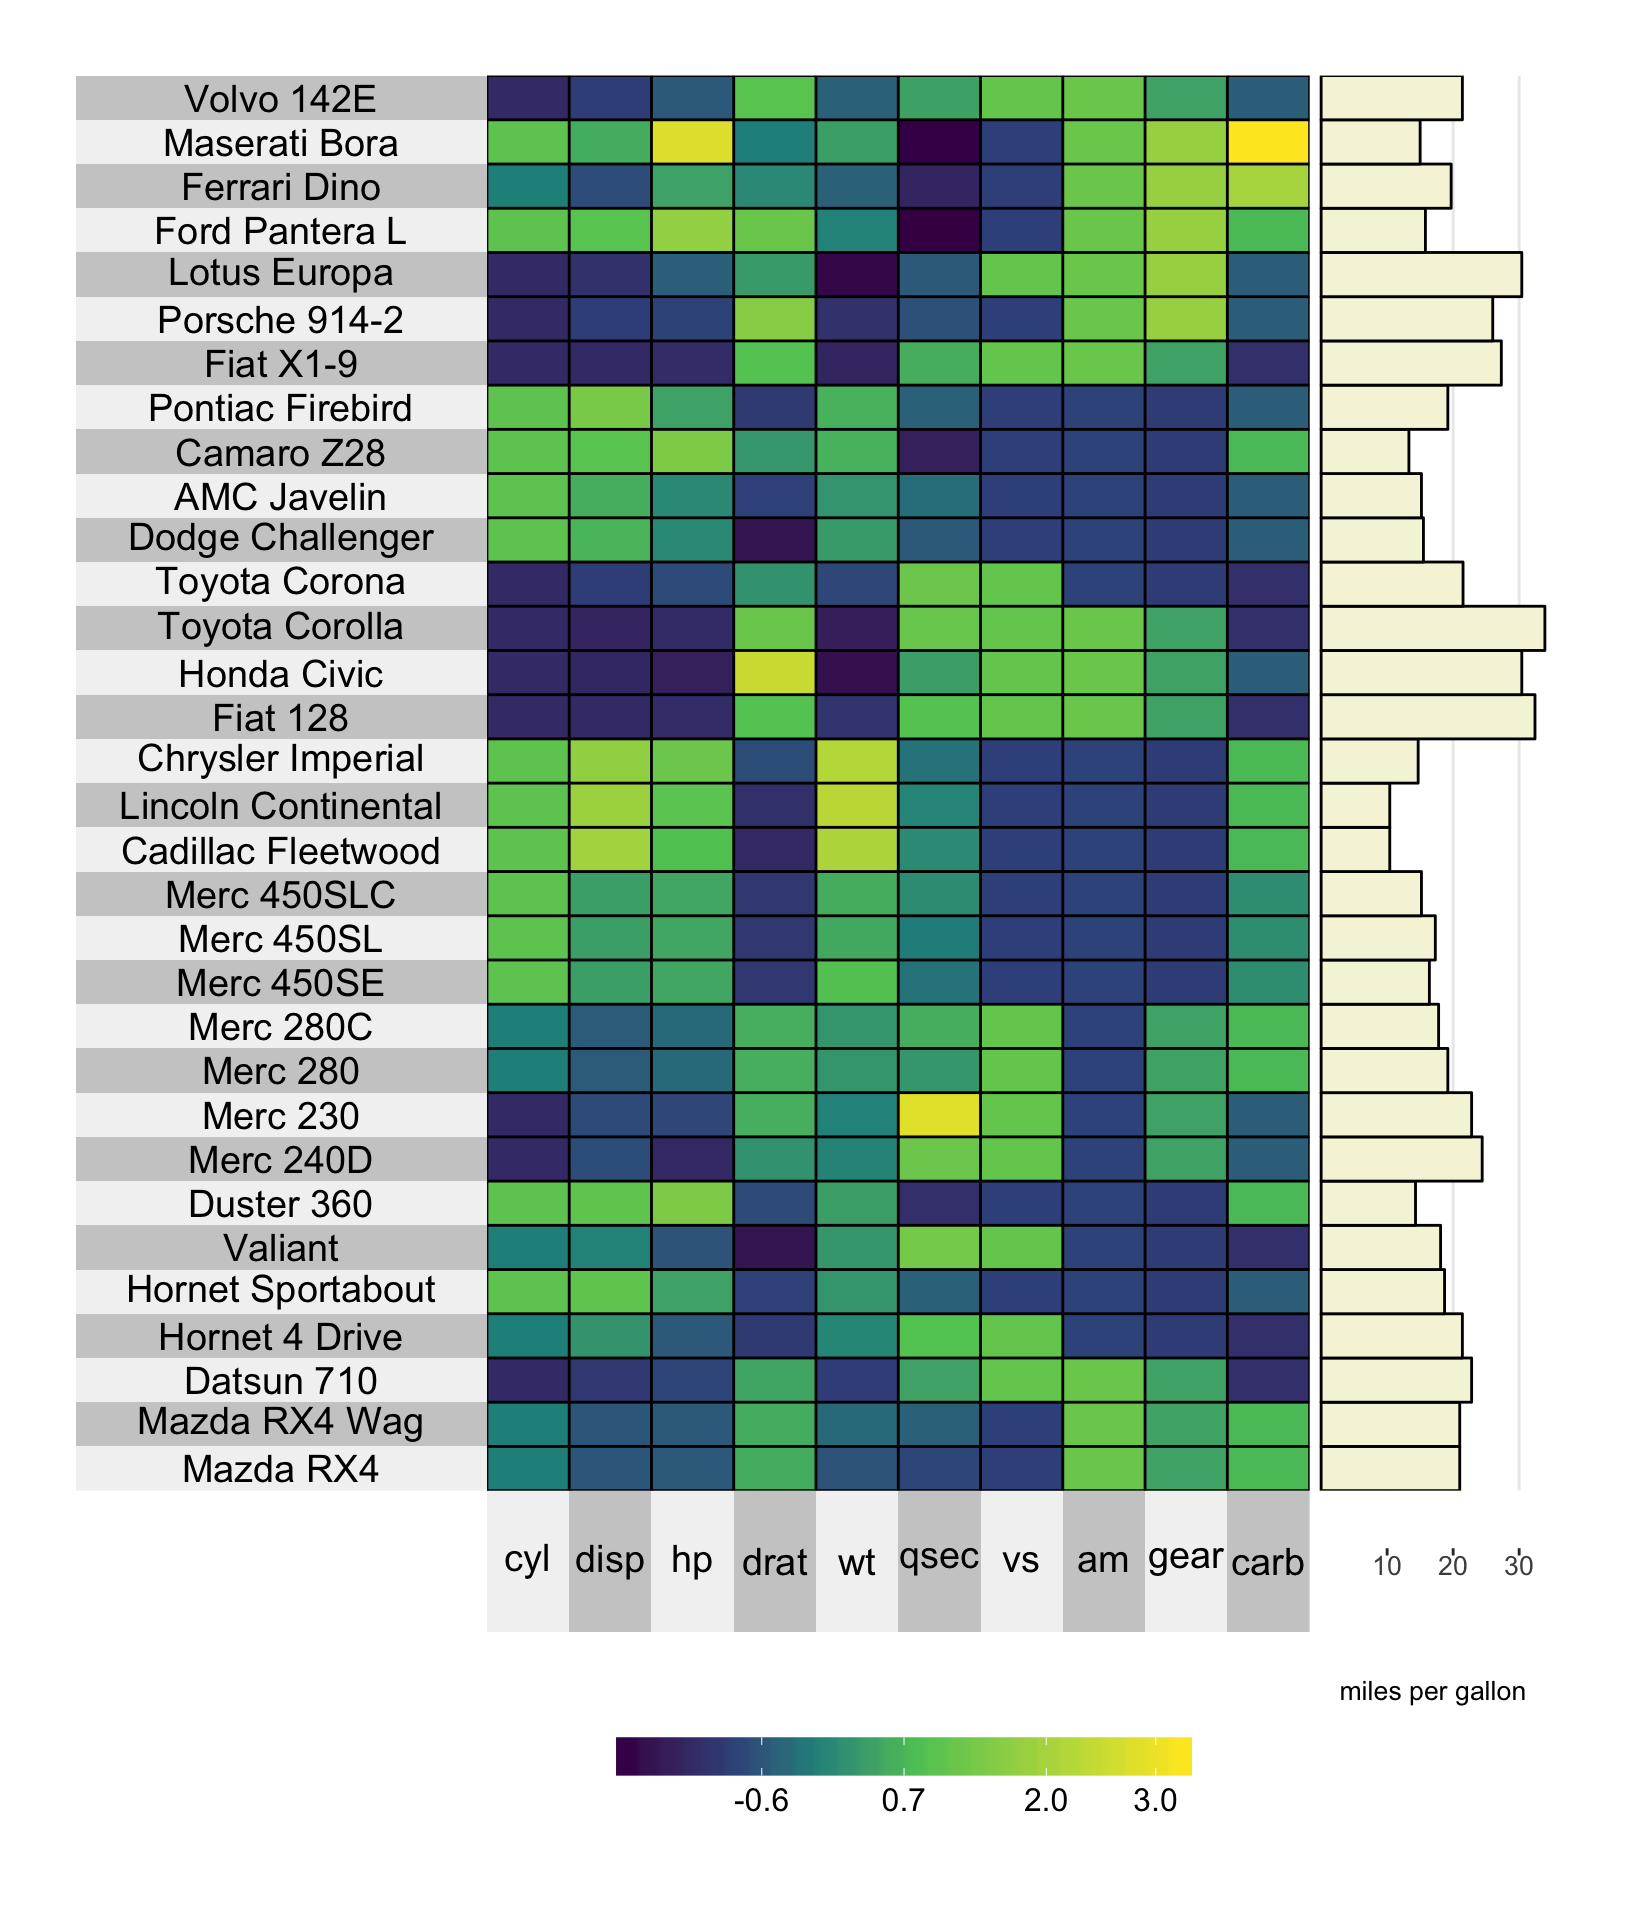 Volvo 142E
Maserati Bora
Ferrari Dino
Ford Pantera L
Lotus Europa
Porsche 914-2
Fiat X1-9
Pontiac Firebird
Camaro Z28
AMC Javelin
Dodge Challenger
Toyota Corona
Toyota Corolla
Honda Civic
Fiat 128
Chrysler Imperial
Lincoln Continental
Cadillac Fleetwood
Merc 450SLC
Merc 450SL
Merc 450SE
Merc 280C
Merc 280
Merc 230
Merc 240D
Duster 360
Valiant
Hornet Sportabout
Hornet 4 Drive
Datsun 710
Mazda RX4 Wag
Mazda RX4
cyl disp hp drat wt qsec vs am gear carb
10 20 30
miles per gallon
-0.6 0.7 2.0 3.0